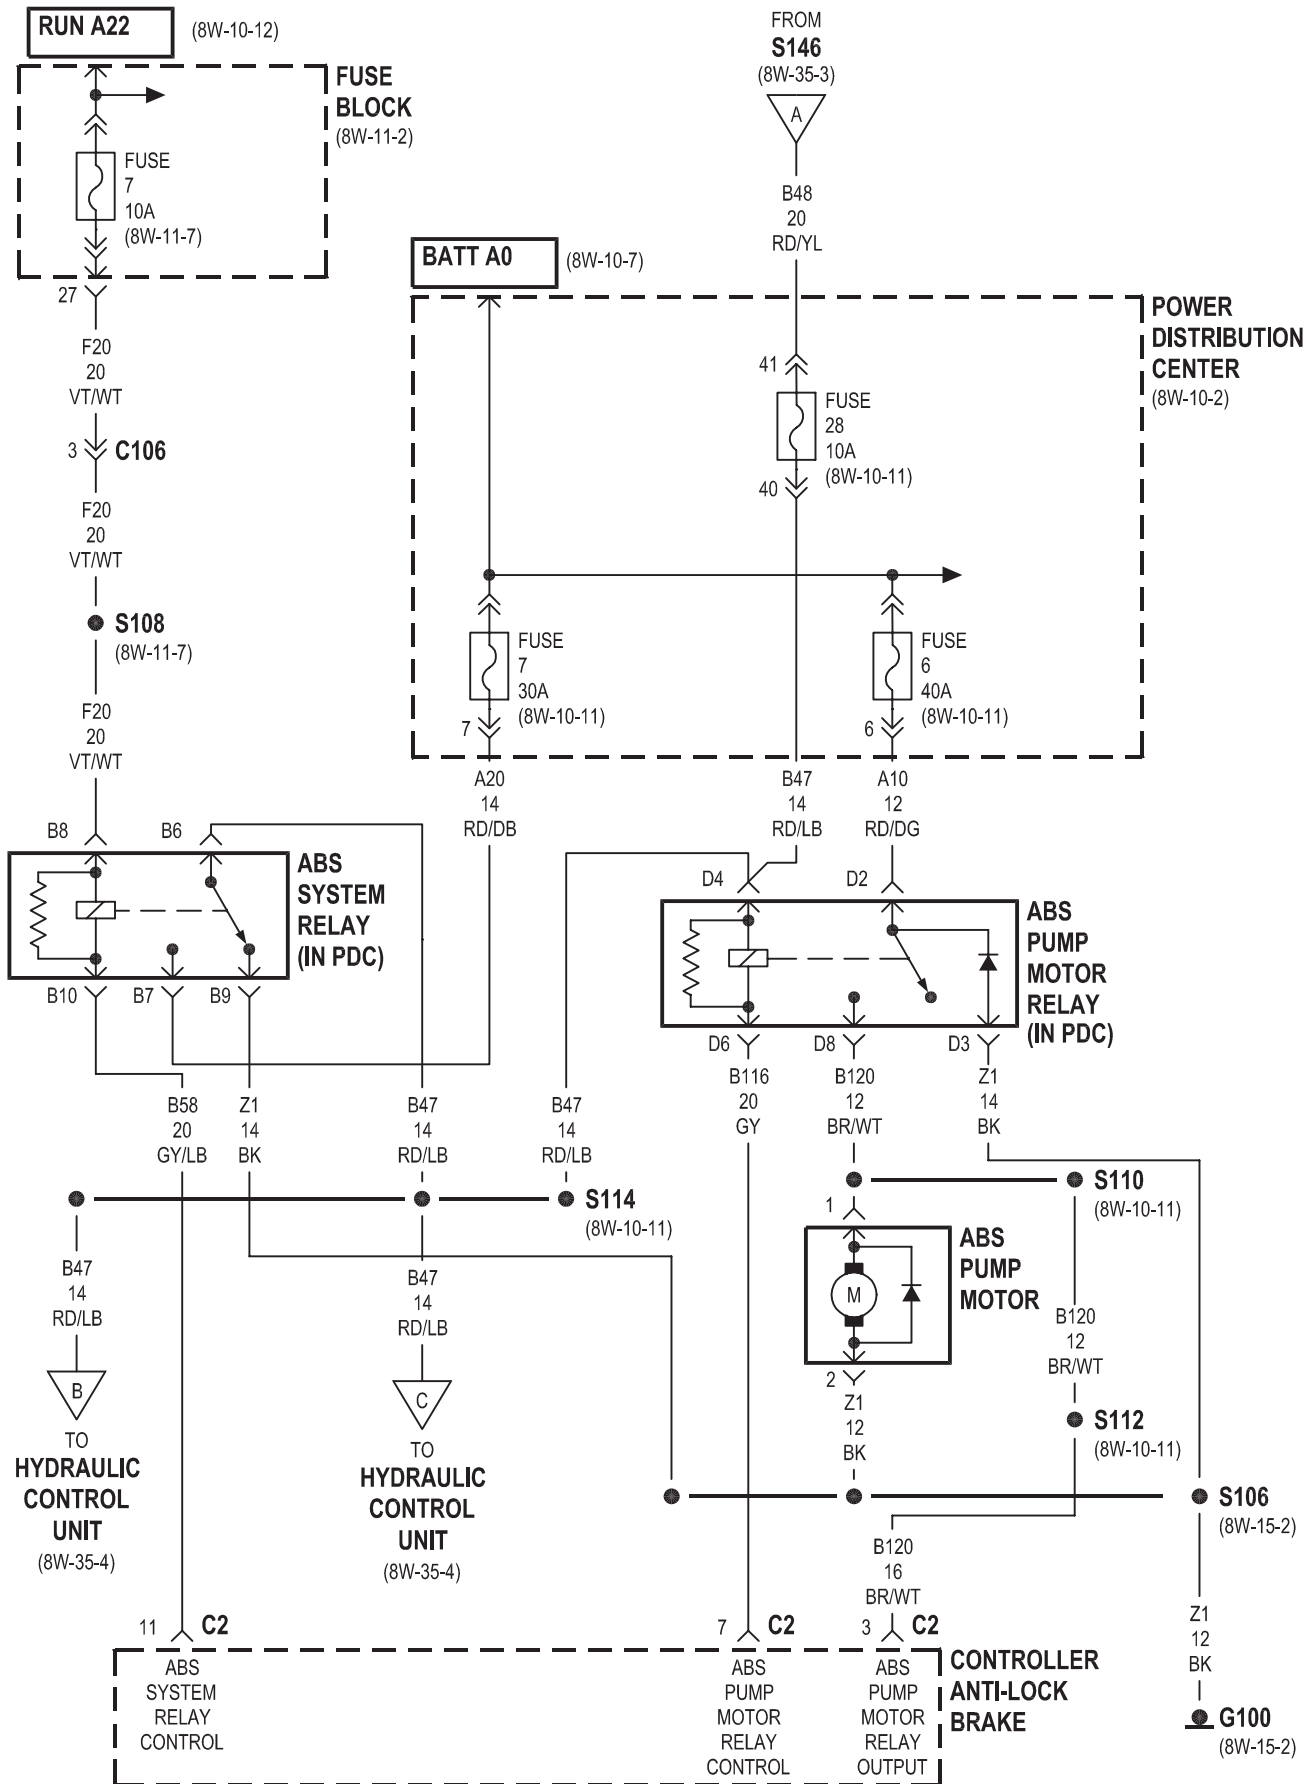 RUN A22
(8W-10-12)
FROM
S146
(8W-35-3)
A
FUSE
BLOCK
(8W-11-2)
FUSE
7
10A
(8W-11-7)
27
B48
20
RD/YL
BATT A0
(8W-10-7)
POWER
DISTRIBUTION
CENTER
(8W-10-2)
F20
20
VT/WT
41
FUSE
28
10A
(8W-10-11)
40
3
C106
F20
20
VT/WT
S108
(8W-11-7)
FUSE
7
30A
(8W-10-11)
7
FUSE
6
40A
(8W-10-11)
6
F20
20
VT/WT
A20
14
RD/DB
B47
14
RD/LB
A10
12
RD/DG
B8
B6
ABS
SYSTEM
RELAY
(IN PDC)
B10
B7
B9
D4
D2
ABS
PUMP
MOTOR
RELAY
(IN PDC)
D6
D8
D3
B58
20
GY/LB
Z1
14
BK
B47
14
RD/LB
B47
14
RD/LB
B116
20
GY
B120
12
BR/WT
Z1
14
BK
S114
(8W-10-11)
S110
(8W-10-11)
1
ABS
PUMP
MOTOR
M
2
B47
14
RD/LB
B47
14
RD/LB
B120
12
BR/WT
B
TO
HYDRAULIC
CONTROL
UNIT
(8W-35-4)
C
TO
HYDRAULIC
CONTROL
UNIT
(8W-35-4)
Z1
12
BK
S112
(8W-10-11)
S106
(8W-15-2)
B120
16
BR/WT
Z1
12
BK
G100
(8W-15-2)
11
C2
7
C2
3
C2
ABS
SYSTEM
RELAY
CONTROL
ABS
PUMP
MOTOR
RELAY
CONTROL
ABS
PUMP
MOTOR
RELAY
OUTPUT
CONTROLLER
ANTI-LOCK
BRAKE